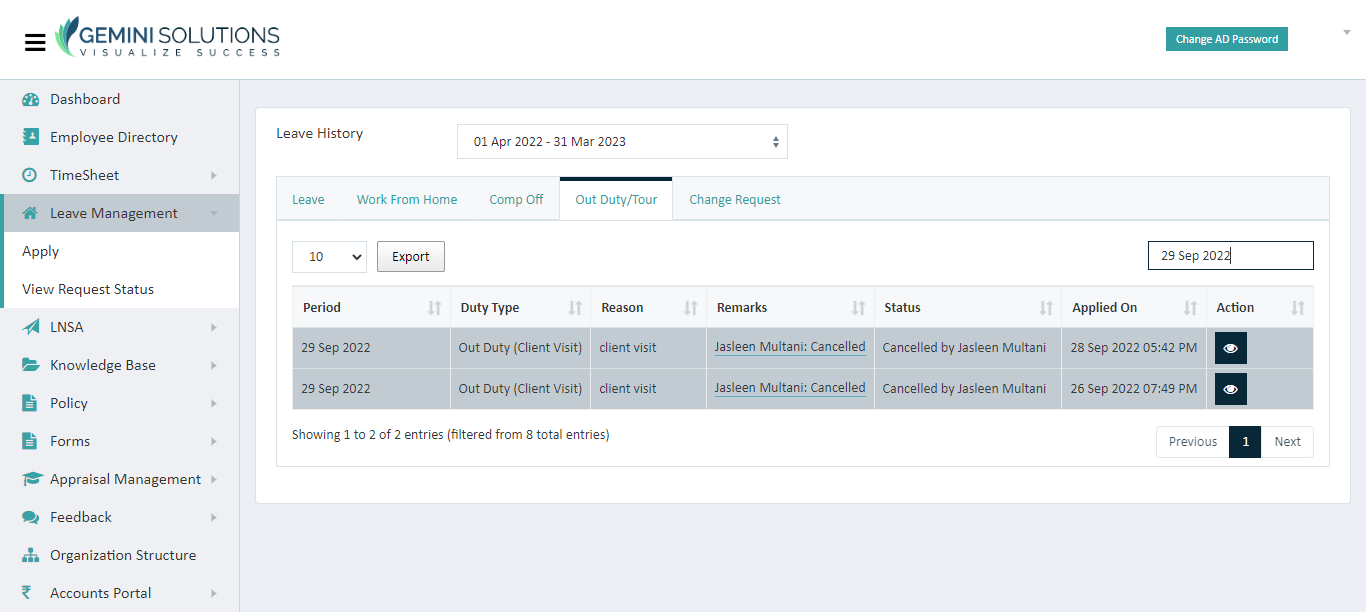 GEMINI SOLUTIONS
VISUALIZE SUCCESS
Change AD Password
Dashboard
Employee Directory
TimeSheet
Leave Management
Apply
View Request Status
LNSA
Knowledge Base
Policy
Forms
Appraisal Management
Feedback
Organization Structure
Accounts Portal
Leave History
01 Apr 2022 - 31 Mar 2023
Leave Work From Home Comp Off Out Duty/Tour Change Request
10 Export 29 Sep 2022
Period Duty Type Reason Remarks Status Applied On Action
29 Sep 2022 Out Duty (Client Visit) client visit Jasleen Multani: Cancelled Cancelled by Jasleen Multani 28 Sep 2022 05:42 PM
29 Sep 2022 Out Duty (Client Visit) client visit Jasleen Multani: Cancelled Cancelled by Jasleen Multani 26 Sep 2022 07:49 PM
Showing 1 to 2 of 2 entries (filtered from 8 total entries)
Previous 1 Next